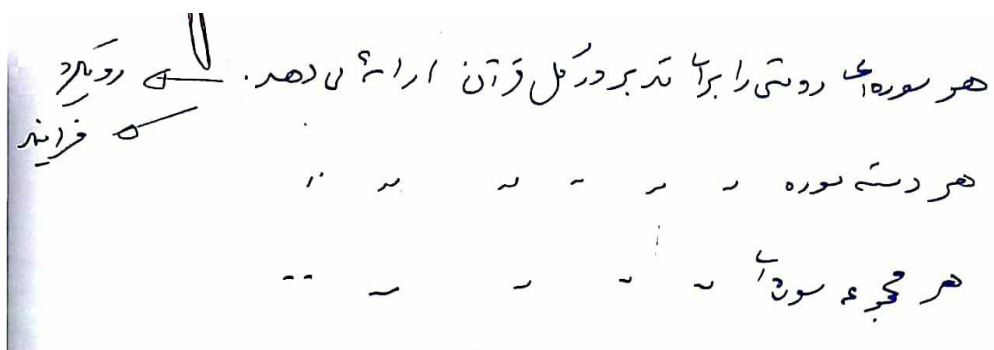 هر سوره‌ای روشی را برای تدبر در کل قرآن ارائه می دهد. رویکرد
فرایند
هر دسته سوره 〃 〃 〃 〃 〃 〃 〃
هر مجموعه سوره‌ای 〃 〃 〃 〃 〃 〃